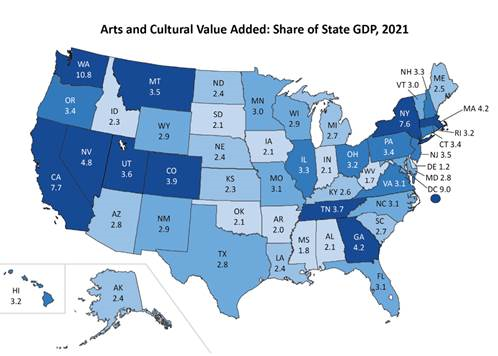 Arts and Cultural Value Added: Share of State GDP, 2021
WA
10.8
OR
3.4
CA
7.7
NV
4.8
ID
2.3
MT
3.5
WY
2.9
UT
3.6
CO
3.9
AZ
2.8
NM
2.9
ND
2.4
SD
2.1
NE
2.4
KS
2.3
OK
2.1
TX
2.8
MN
3.0
IA
2.1
MO
3.1
AR
2.0
LA
2.4
WI
2.9
IL
3.3
MI
2.7
IN
2.1
OH
3.2
KY 2.6
TN 3.7
MS
1.8
AL
2.1
GA
4.2
FL
3.1
SC
2.7
NC 3.1
VA 3.1
WV
1.7
PA
3.4
NY
7.6
VT 3.0
NH 3.3
ME
2.5
MA 4.2
RI 3.2
CT 3.4
NJ 3.5
DE 1.2
MD 2.8
DC 9.0
HI
3.2
AK
2.4